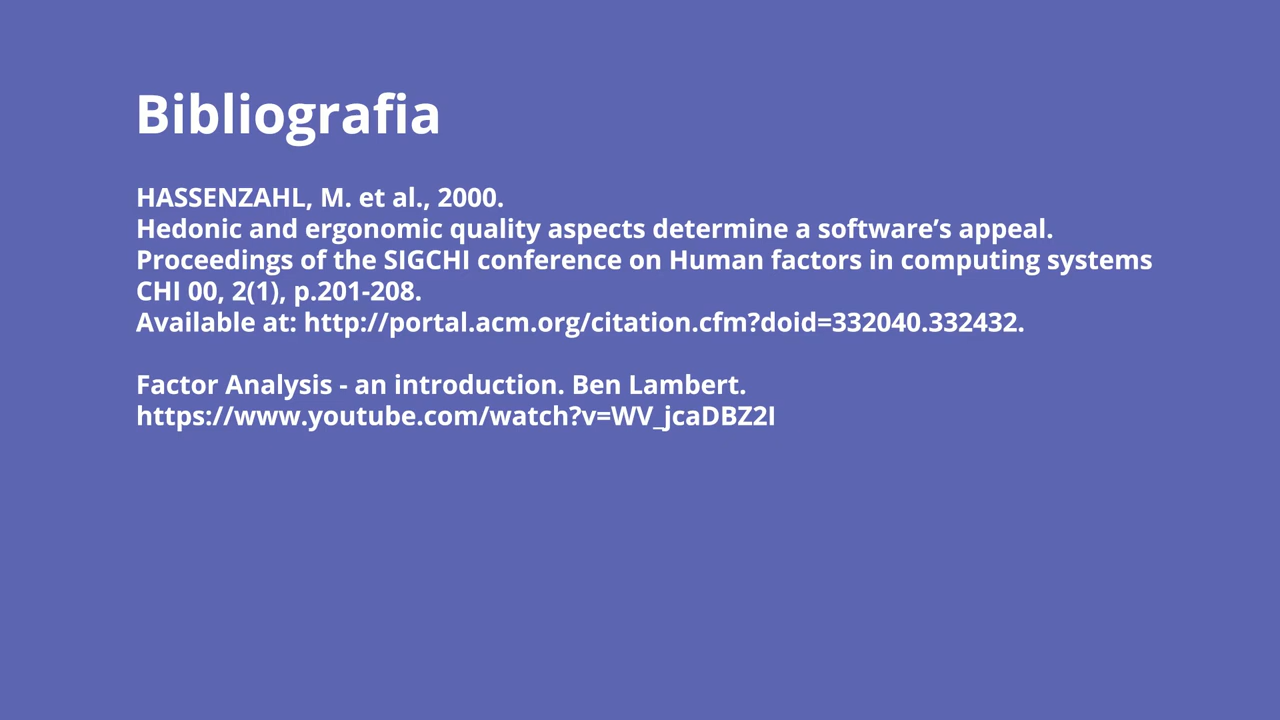 Bibliografia
HASSENZAHL, M. et al., 2000.
Hedonic and ergonomic quality aspects determine a software’s appeal.
Proceedings of the SIGCHI conference on Human factors in computing systems
CHI 00, 2(1), p.201-208.
Available at: http://portal.acm.org/citation.cfm?doid=332040.332432.
Factor Analysis - an introduction. Ben Lambert.
https://www.youtube.com/watch?v=WV_jcaDBZ2I